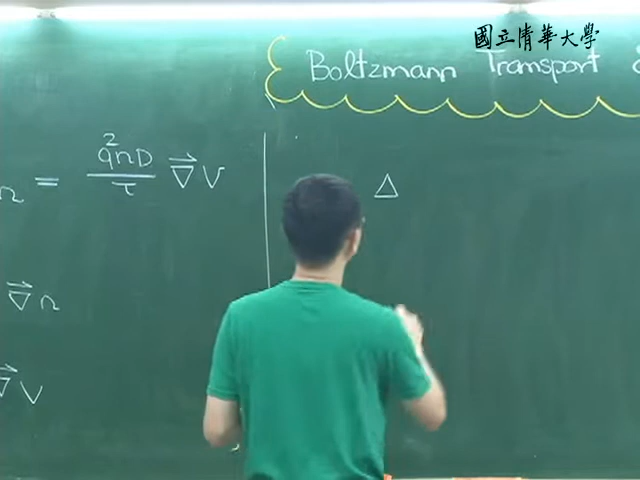 國立清華大學
Boltzmann Transport
n = q²nD/τ ∇⃗V
Δ
∇⃗n
∇⃗V